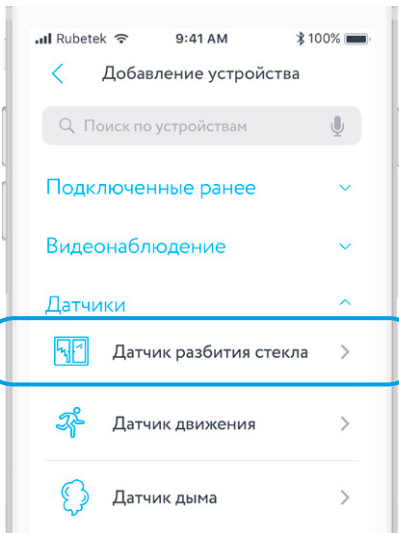 Rubetek 9:41 AM 100%
Добавление устройства
Поиск по устройствам
Подключенные ранее
Видеонаблюдение
Датчики
Датчик разбития стекла
Датчик движения
Датчик дыма